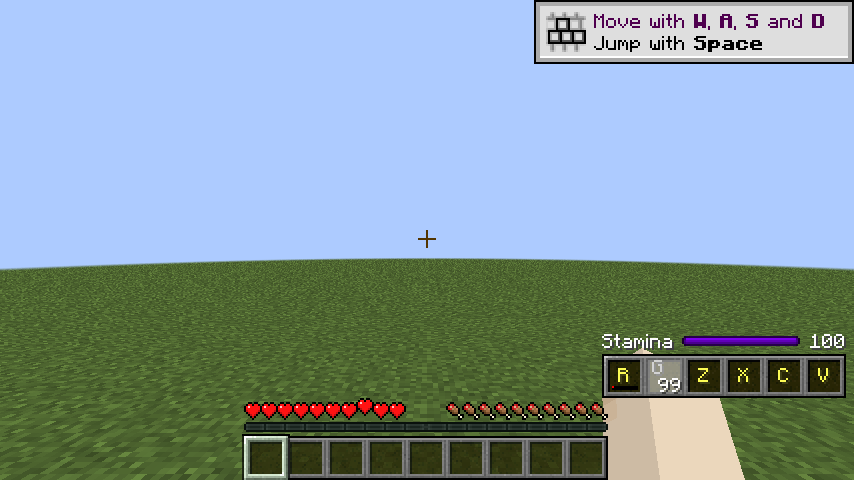 Move with W, A, S and D
Jump with Space
Stamina 100
R G 99 Z X C V